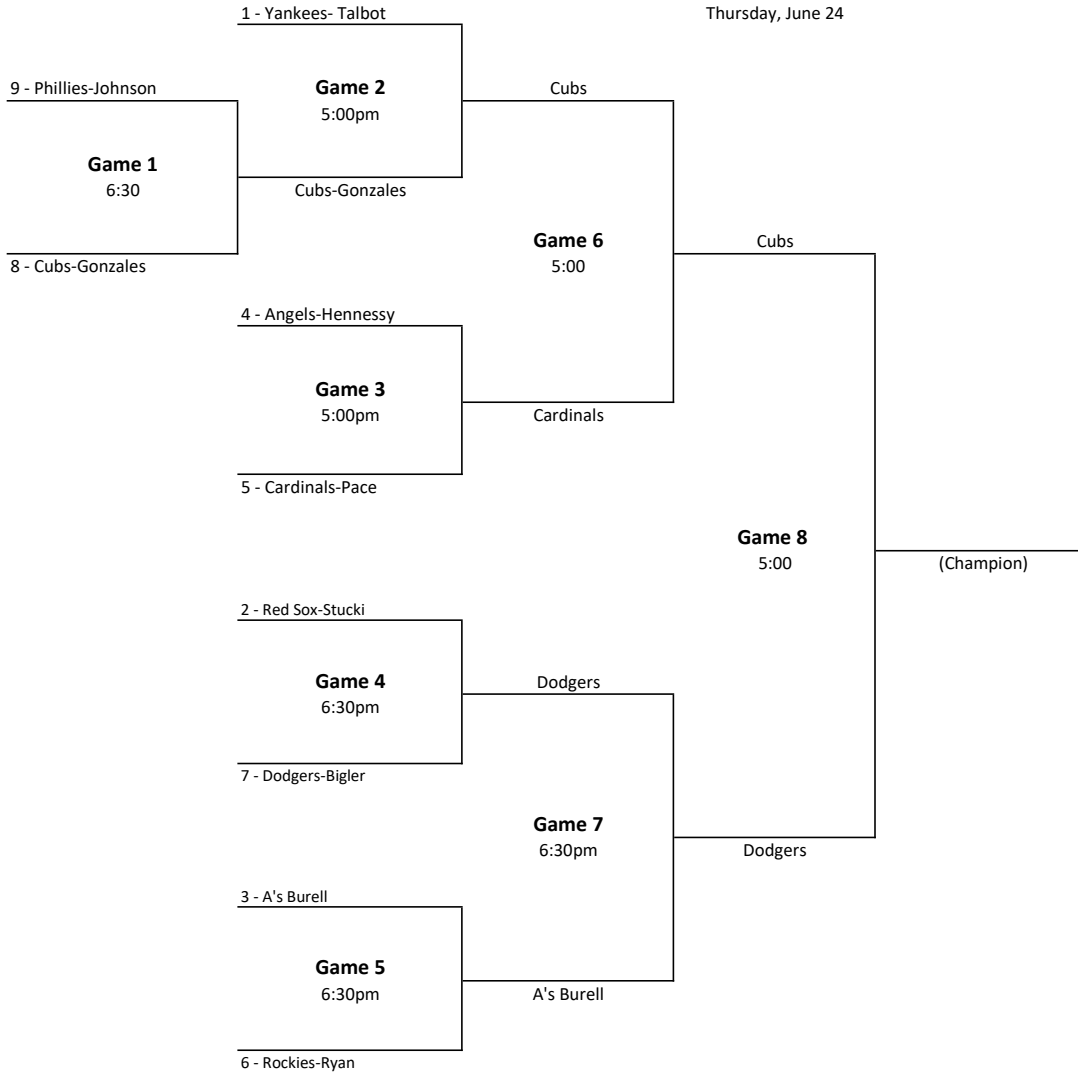 1 - Yankees- Talbot
Thursday, June 24
9 - Phillies-Johnson
Game 2
5:00pm
Cubs
Game 1
6:30
Cubs-Gonzales
8 - Cubs-Gonzales
Game 6
5:00
Cubs
4 - Angels-Hennessy
Game 3
5:00pm
Cardinals
5 - Cardinals-Pace
Game 8
5:00
(Champion)
2 - Red Sox-Stucki
Game 4
6:30pm
Dodgers
7 - Dodgers-Bigler
Game 7
6:30pm
Dodgers
3 - A's Burell
Game 5
6:30pm
A's Burell
6 - Rockies-Ryan